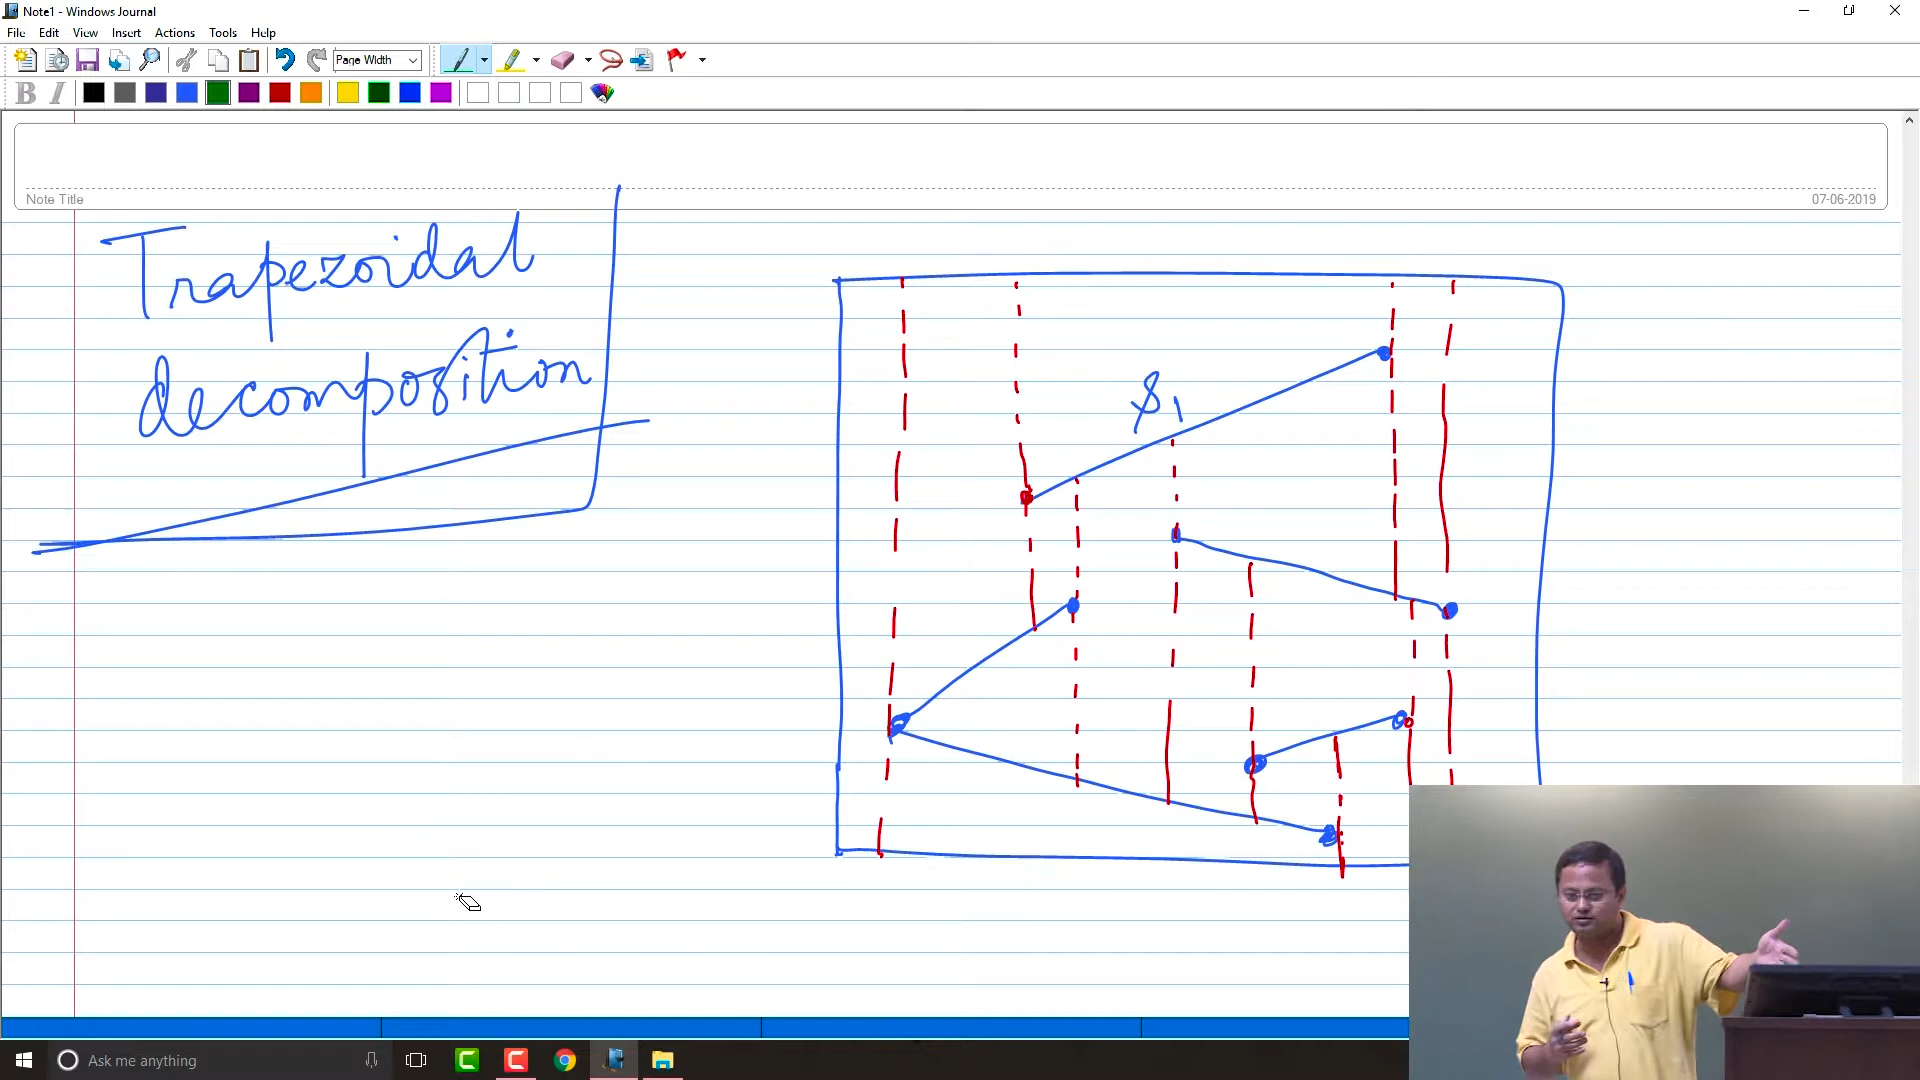 Note1 - Windows Journal
File Edit View Insert Actions Tools Help
Page Width
B I
Note Title
07-06-2019
Trapezoidal
decomposition
S1
Ask me anything